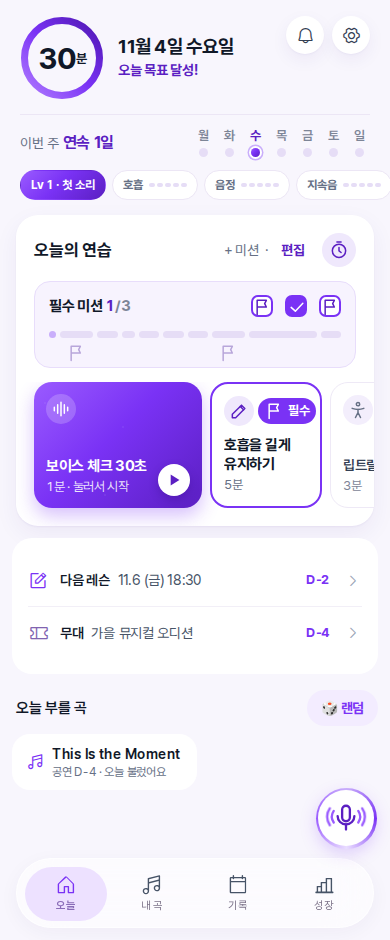 30분
11월 4일 수요일
오늘 목표 달성!
이번 주 연속 1일
월 화 수 목 금 토 일
Lv 1 · 첫 소리
호흡
음정
지속음
오늘의 연습
+ 미션 · 편집
필수 미션 1/3
보이스 체크 30초
1분 · 눌러서 시작
필수
호흡을 길게
유지하기
5분
립트릴
3분
다음 레슨 11.6 (금) 18:30 D-2
무대 가을 뮤지컬 오디션 D-4
오늘 부를 곡
랜덤
This Is the Moment
공연 D-4 · 오늘 불렀어요
오늘
내 곡
기록
성장